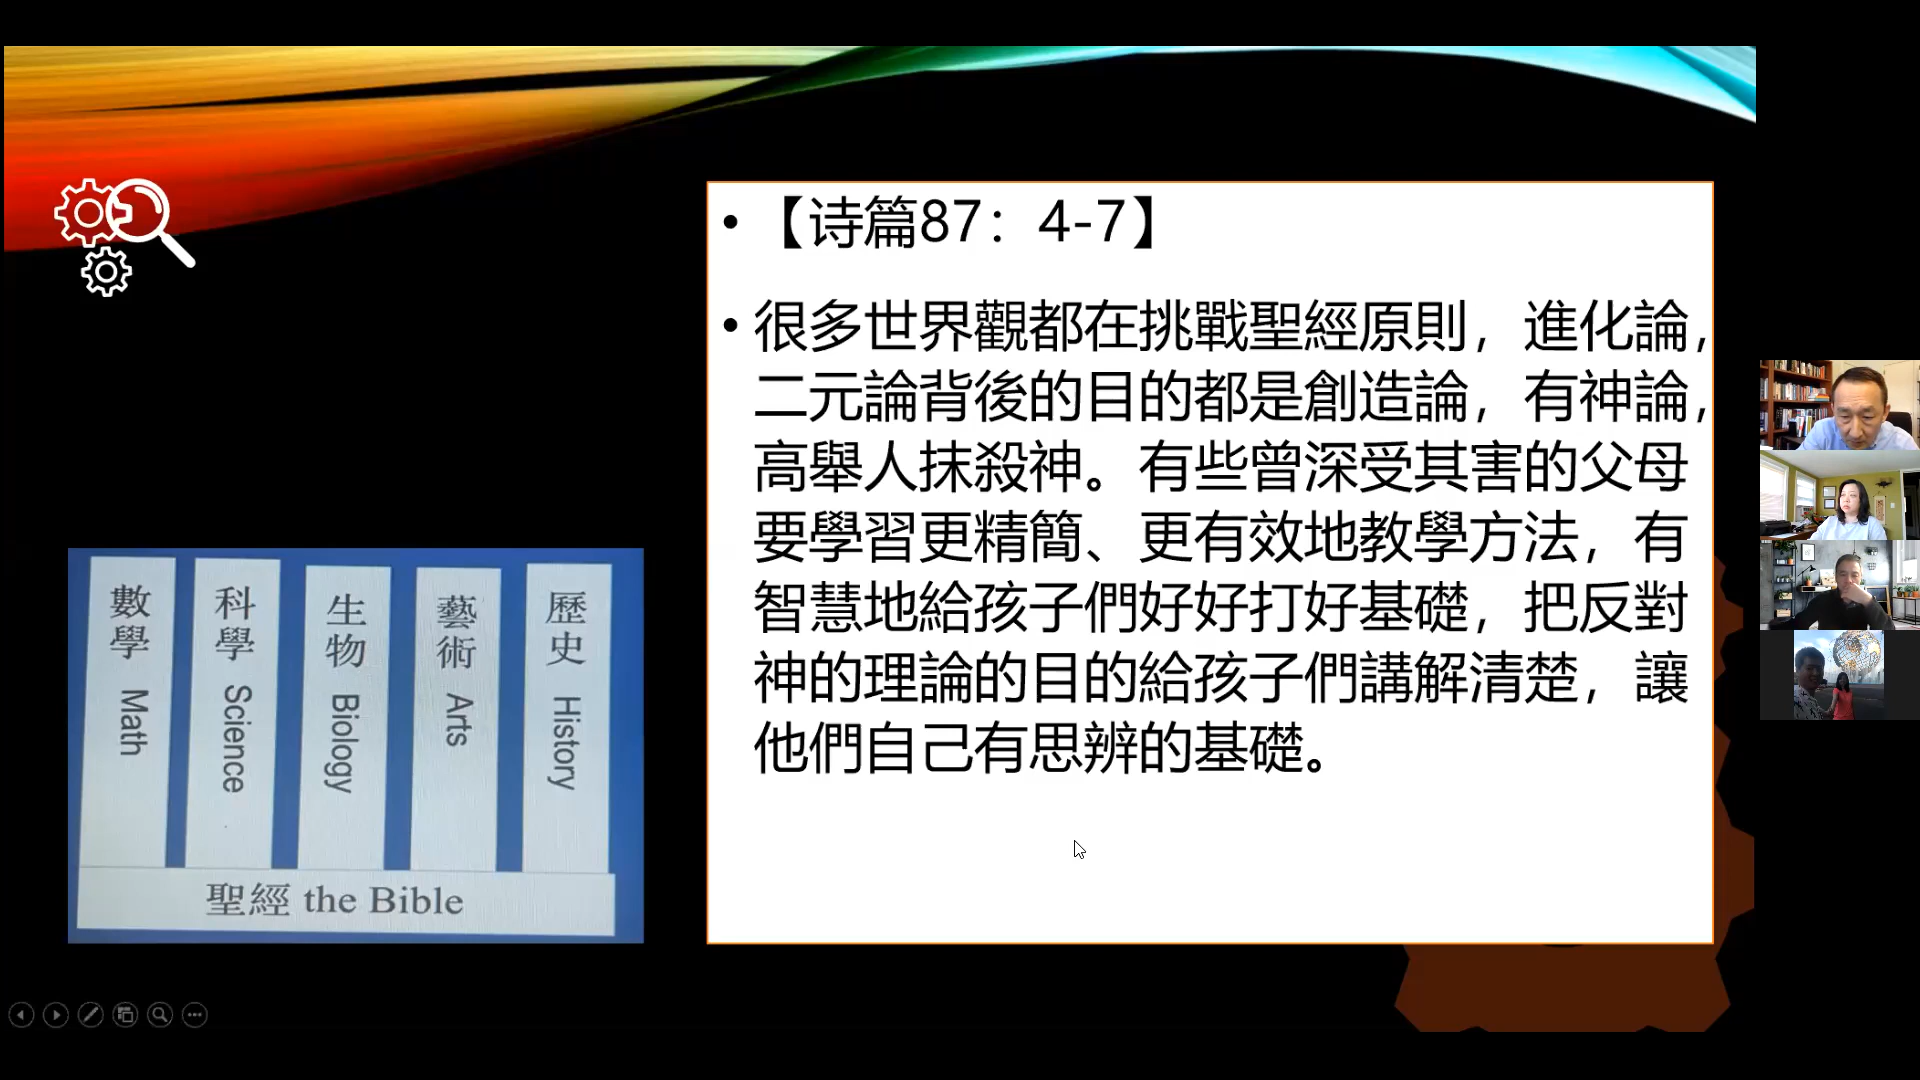 • 【诗篇87：4-7】
• 很多世界觀都在挑戰聖經原則，進化論，
二元論背後的目的都是創造論，有神論，
高舉人抹殺神。有些曾深受其害的父母
要學習更精簡、更有效地教學方法，有
智慧地給孩子們好好打好基礎，把反對
神的理論的目的給孩子們講解清楚，讓
他們自己有思辨的基礎。
數學 Math
科學 Science
生物 Biology
藝術 Arts
歷史 History
聖經 the Bible